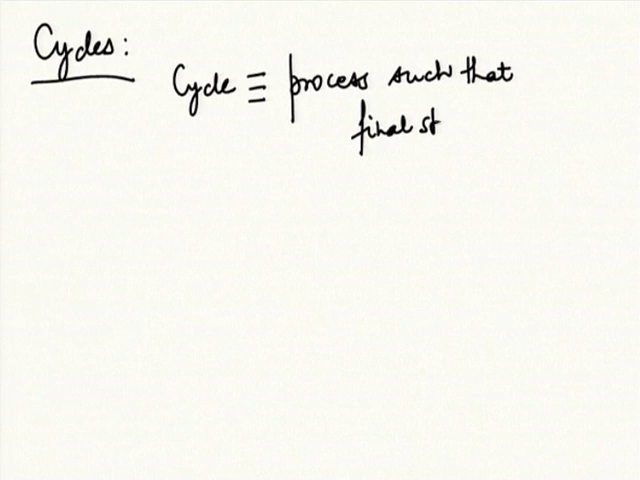 Cycles:
Cycle ≡ process such that
final st